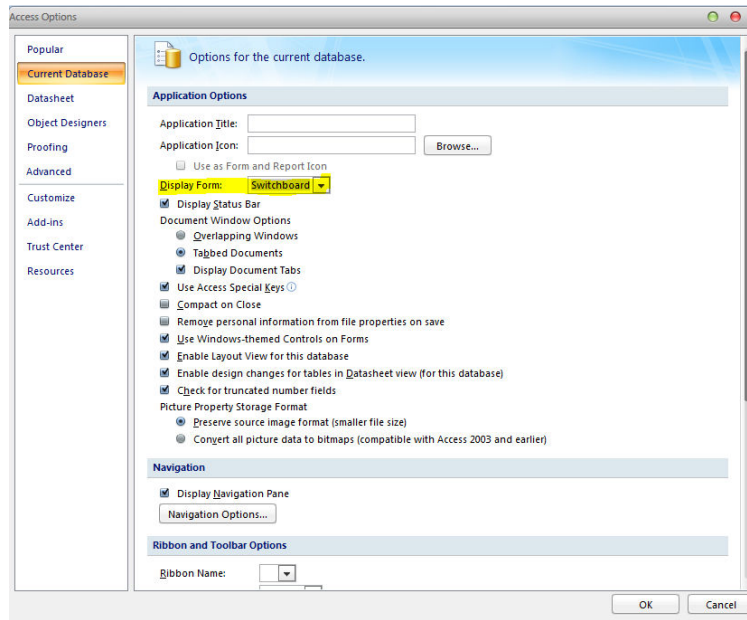 Access Options
Popular
Current Database
Datasheet
Object Designers
Proofing
Advanced
Customize
Add-ins
Trust Center
Resources
Options for the current database.
Application Options
Application Title:
Application Icon:
Browse...
Use as Form and Report Icon
Display Form: Switchboard
Display Status Bar
Document Window Options
Overlapping Windows
Tabbed Documents
Display Document Tabs
Use Access Special Keys
Compact on Close
Remove personal information from file properties on save
Use Windows-themed Controls on Forms
Enable Layout View for this database
Enable design changes for tables in Datasheet view (for this database)
Check for truncated number fields
Picture Property Storage Format
Preserve source image format (smaller file size)
Convert all picture data to bitmaps (compatible with Access 2003 and earlier)
Navigation
Display Navigation Pane
Navigation Options...
Ribbon and Toolbar Options
Ribbon Name:
OK Cancel